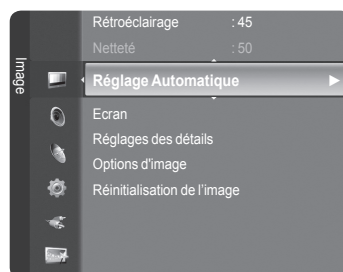 Image
Rétroéclairage : 45
Netteté : 50
Réglage Automatique
Ecran
Réglages des détails
Options d'image
Réinitialisation de l'image